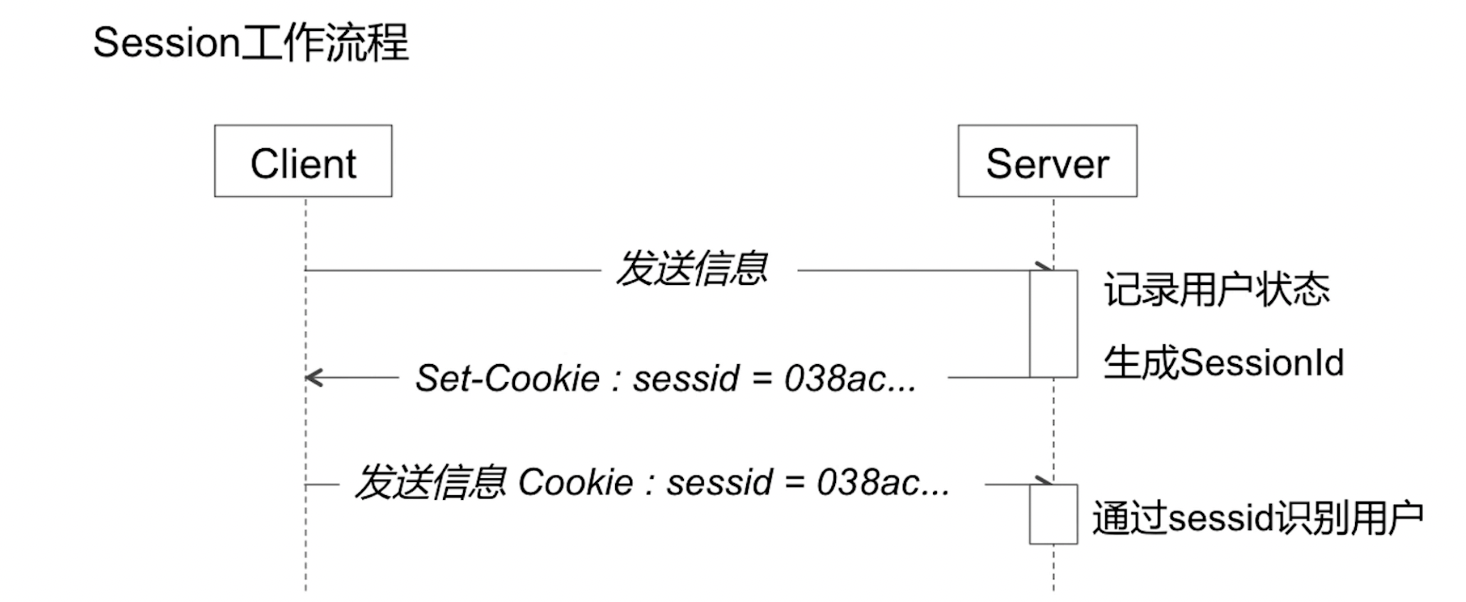 Session工作流程
Client
Server
发送信息
记录用户状态
生成SessionId
Set-Cookie : sessid = 038ac...
发送信息 Cookie : sessid = 038ac...
通过sessid识别用户